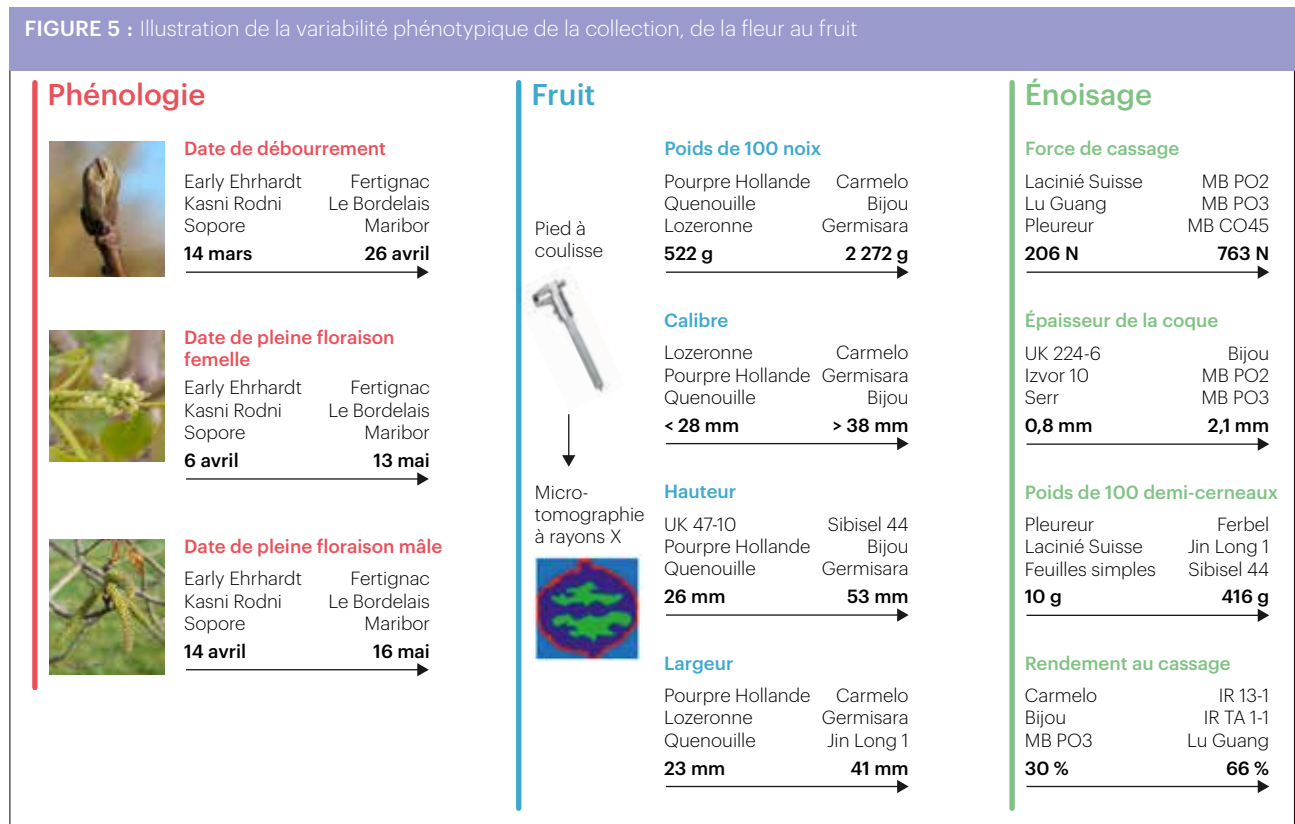 FIGURE 5 : Illustration de la variabilité phénotypique de la collection, de la fleur au fruit
Phénologie
Date de débourrement
Early Ehrhardt Fertignac
Kasni Rodni Le Bordelais
Sopore Maribor
14 mars 26 avril
Date de pleine floraison
femelle
Early Ehrhardt Fertignac
Kasni Rodni Le Bordelais
Sopore Maribor
6 avril 13 mai
Date de pleine floraison mâle
Early Ehrhardt Fertignac
Kasni Rodni Le Bordelais
Sopore Maribor
14 avril 16 mai
Fruit
Pied à
coulisse
Micro-
tomographie
à rayons X
Poids de 100 noix
Pourpre Hollande Carmelo
Quenouille Bijou
Lozeronne Germisara
522 g 2 272 g
Calibre
Lozeronne Carmelo
Pourpre Hollande Germisara
Quenouille Bijou
< 28 mm > 38 mm
Hauteur
UK 47-10 Sibisel 44
Pourpre Hollande Bijou
Quenouille Germisara
26 mm 53 mm
Largeur
Pourpre Hollande Carmelo
Lozeronne Germisara
Quenouille Jin Long 1
23 mm 41 mm
Énoisage
Force de cassage
Lacinié Suisse MB PO2
Lu Guang MB PO3
Pleureur MB CO45
206 N 763 N
Épaisseur de la coque
UK 224-6 Bijou
Izvor 10 MB PO2
Serr MB PO3
0,8 mm 2,1 mm
Poids de 100 demi-cerneaux
Pleureur Ferbel
Lacinié Suisse Jin Long 1
Feuilles simples Sibisel 44
10 g 416 g
Rendement au cassage
Carmelo IR 13-1
Bijou IR TA 1-1
MB PO3 Lu Guang
30 % 66 %